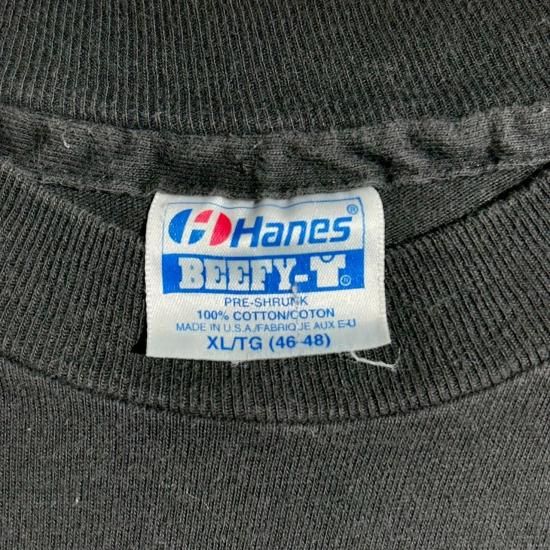 Hanes®
BEEFY-T®
PRE-SHRUNK
100% COTTON/COTON
MADE IN U.S.A./FABRIQUE AUX E-U
XL/TG (46-48)